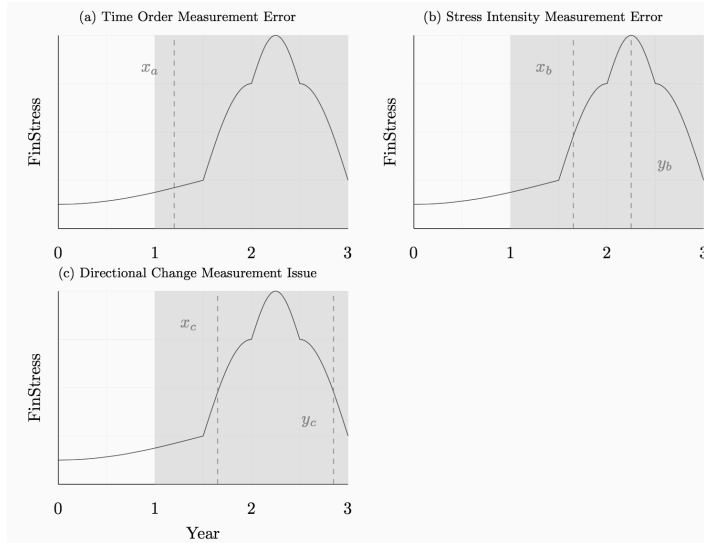 (a) Time Order Measurement Error
x_a
FinStress
0 1 2 3
(b) Stress Intensity Measurement Error
x_b
y_b
FinStress
0 1 2 3
(c) Directional Change Measurement Issue
x_c
y_c
FinStress
0 1 2 3
Year